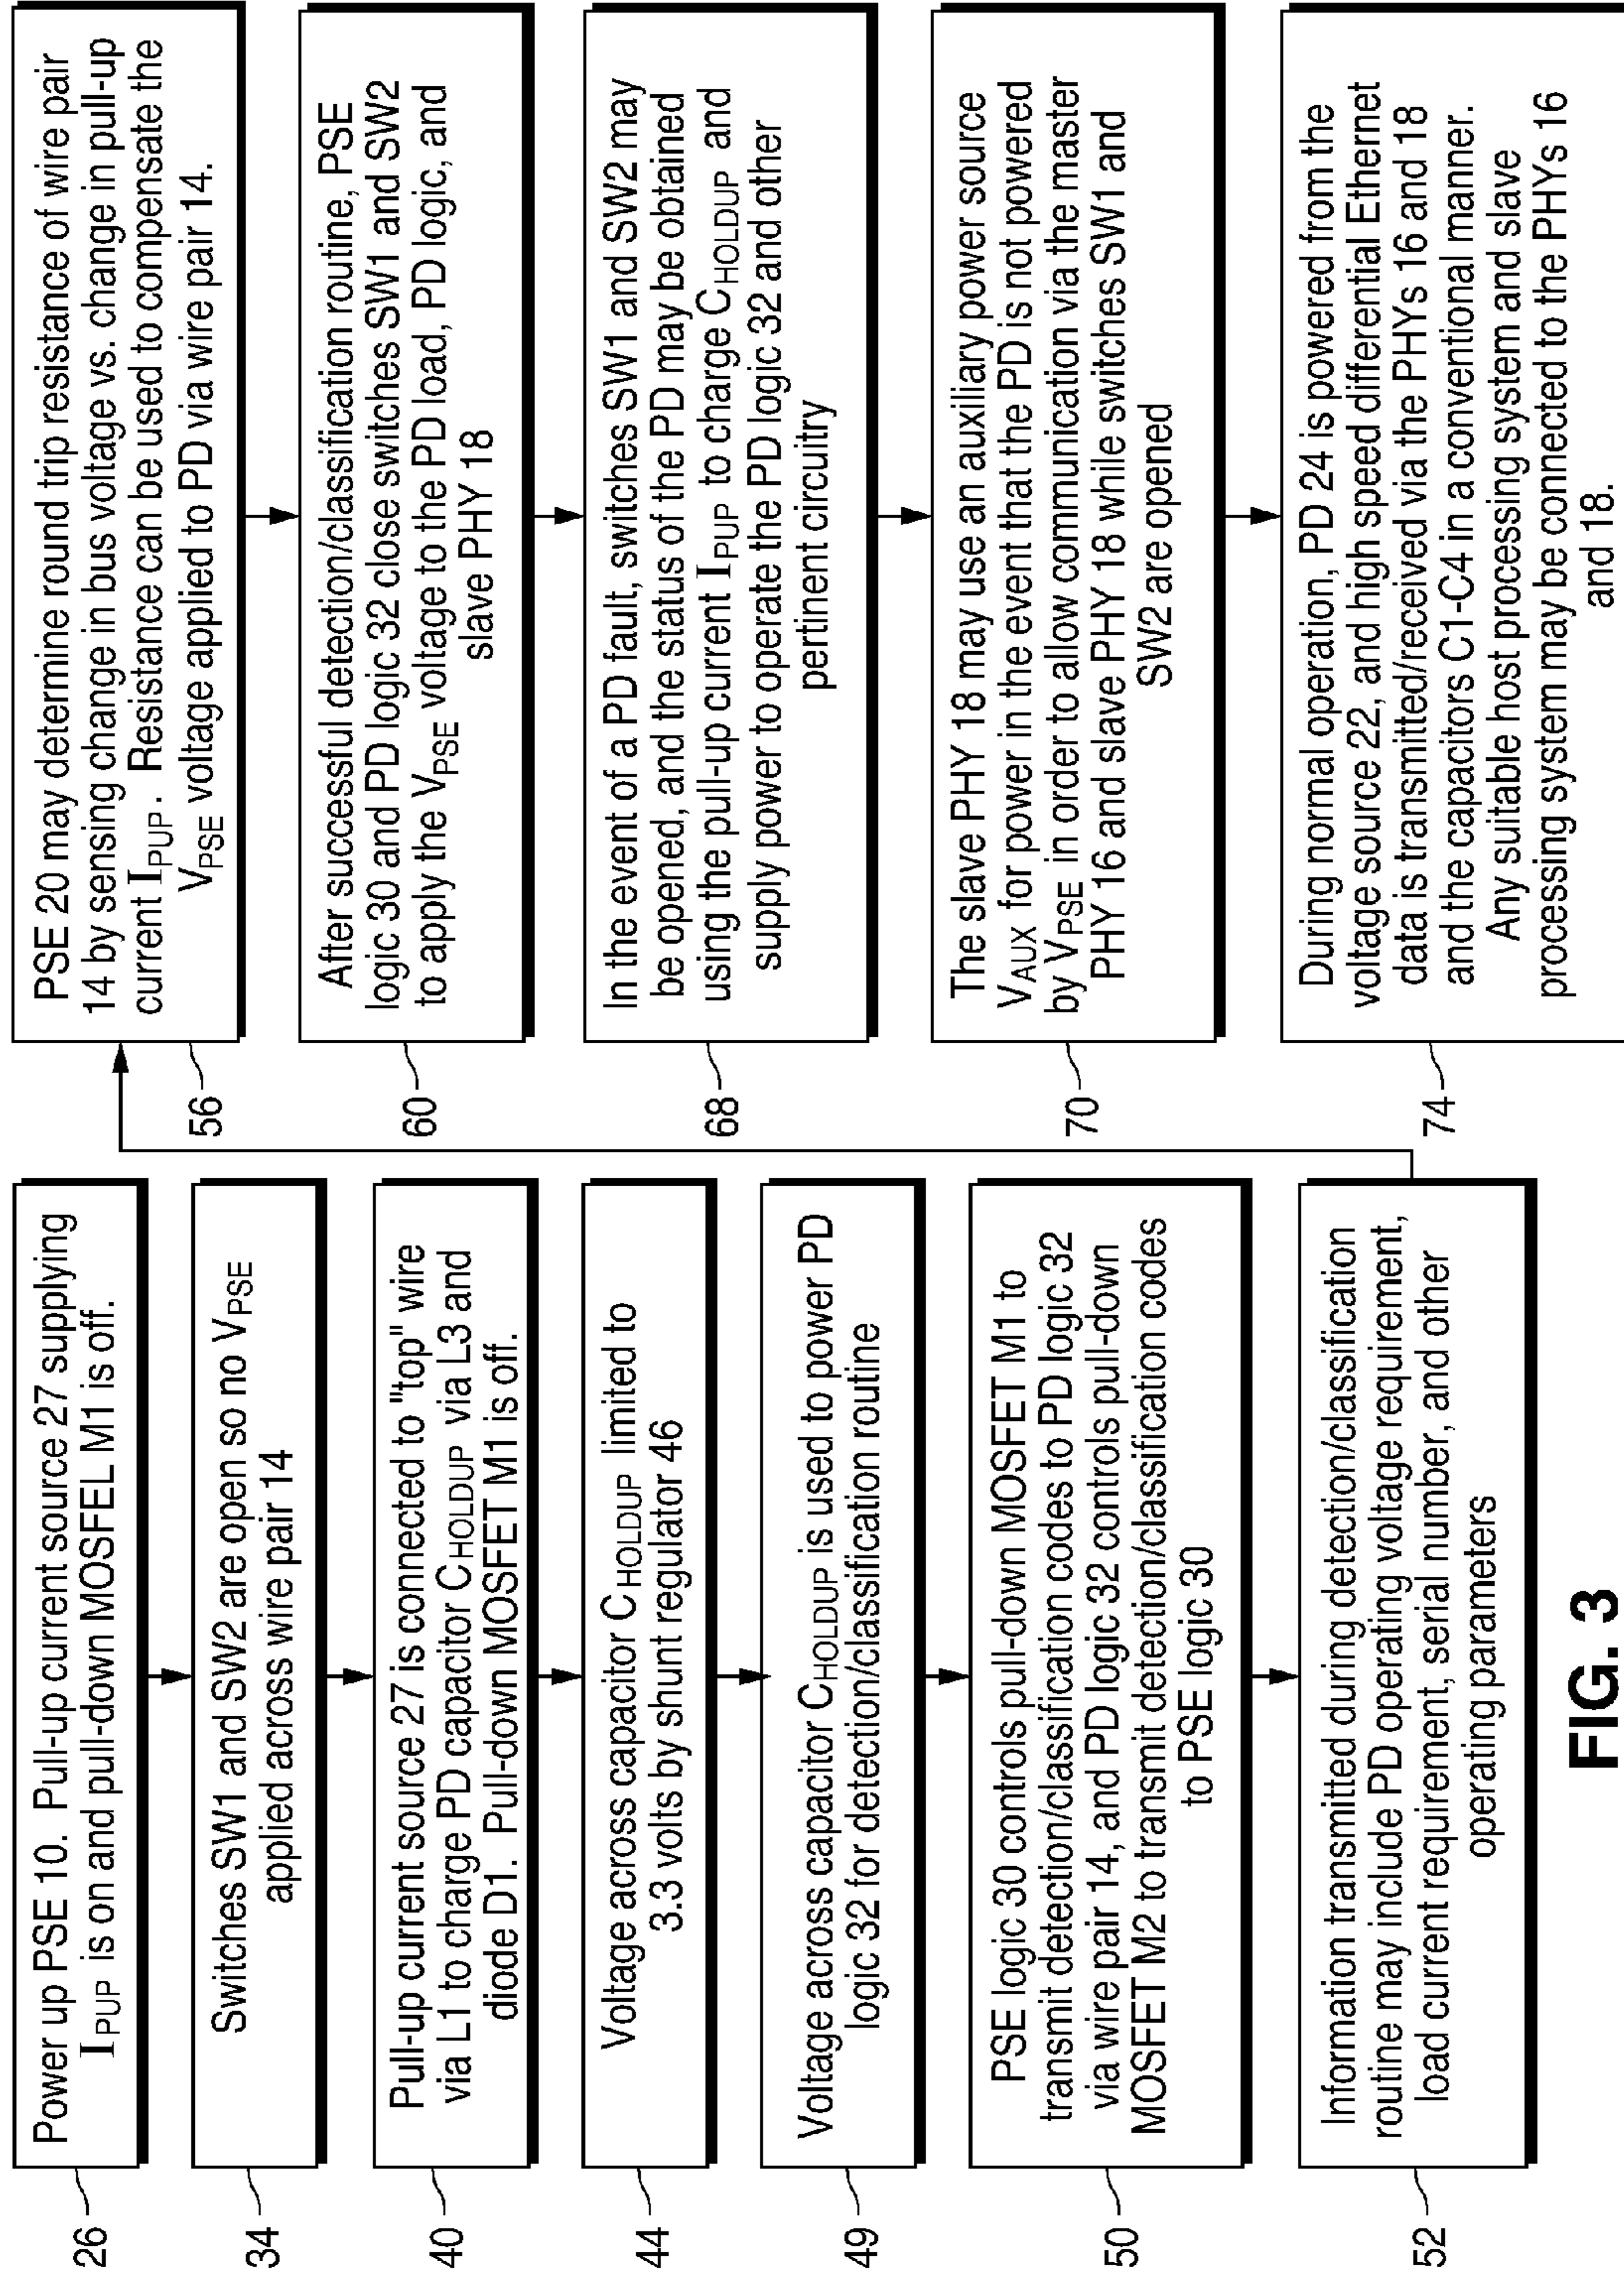 26
Power up PSE 10. Pull-up current source 27 supplying
I PUP is on and pull-down MOSFEL M1 is off.
34
Switches SW1 and SW2 are open so no VPSE
applied across wire pair 14
40
Pull-up current source 27 is connected to "top" wire
via L1 to charge PD capacitor CHOLDUP via L3 and
diode D1. Pull-down MOSFET M1 is off.
44
Voltage across capacitor CHOLDUP limited to
3.3 volts by shunt regulator 46
49
Voltage across capacitor CHOLDUP is used to power PD
logic 32 for detection/classification routine
50
PSE logic 30 controls pull-down MOSFET M1 to
transmit detection/classification codes to PD logic 32
via wire pair 14, and PD logic 32 controls pull-down
MOSFET M2 to transmit detection/classification codes
to PSE logic 30
52
Information transmitted during detection/classification
routine may include PD operating voltage requirement,
load current requirement, serial number, and other
operating parameters
56
PSE 20 may determine round trip resistance of wire pair
14 by sensing change in bus voltage vs. change in pull-up
current IPUP. Resistance can be used to compensate the
VPSE voltage applied to PD via wire pair 14.
60
After successful detection/classification routine, PSE
logic 30 and PD logic 32 close switches SW1 and SW2
to apply the VPSE voltage to the PD load, PD logic, and
slave PHY 18
68
In the event of a PD fault, switches SW1 and SW2 may
be opened, and the status of the PD may be obtained
using the pull-up current IPUP to charge CHOLDUP and
supply power to operate the PD logic 32 and other
pertinent circuitry
70
The slave PHY 18 may use an auxiliary power source
VAUX for power in the event that the PD is not powered
by VPSE in order to allow communication via the master
PHY 16 and slave PHY 18 while switches SW1 and
SW2 are opened
74
During normal operation, PD 24 is powered from the
voltage source 22, and high speed differential Ethernet
data is transmitted/received via the PHYs 16 and 18
and the capacitors C1-C4 in a conventional manner.
Any suitable host processing system and slave
processing system may be connected to the PHYs 16
and 18.
FIG. 3